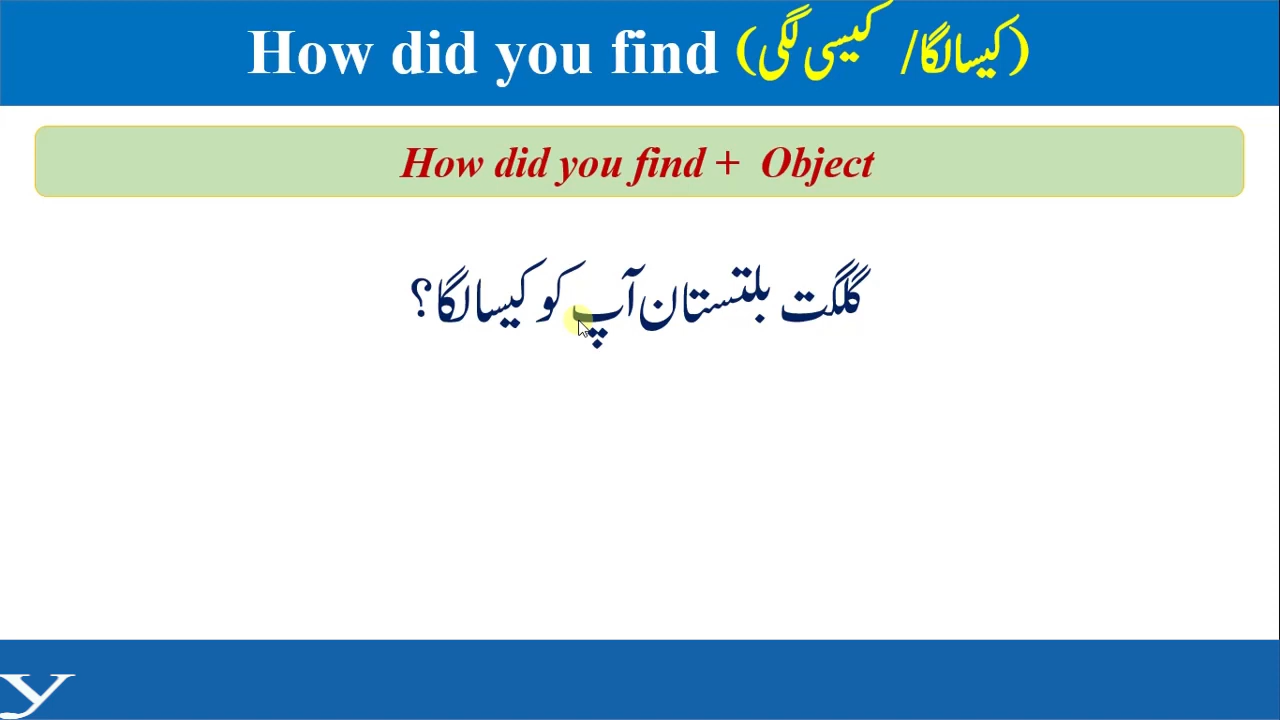 How did you find (کیسا لگا/ کیسی لگی)
How did you find + Object
گلگت بلتستان آپ کو کیسا لگا؟
Y